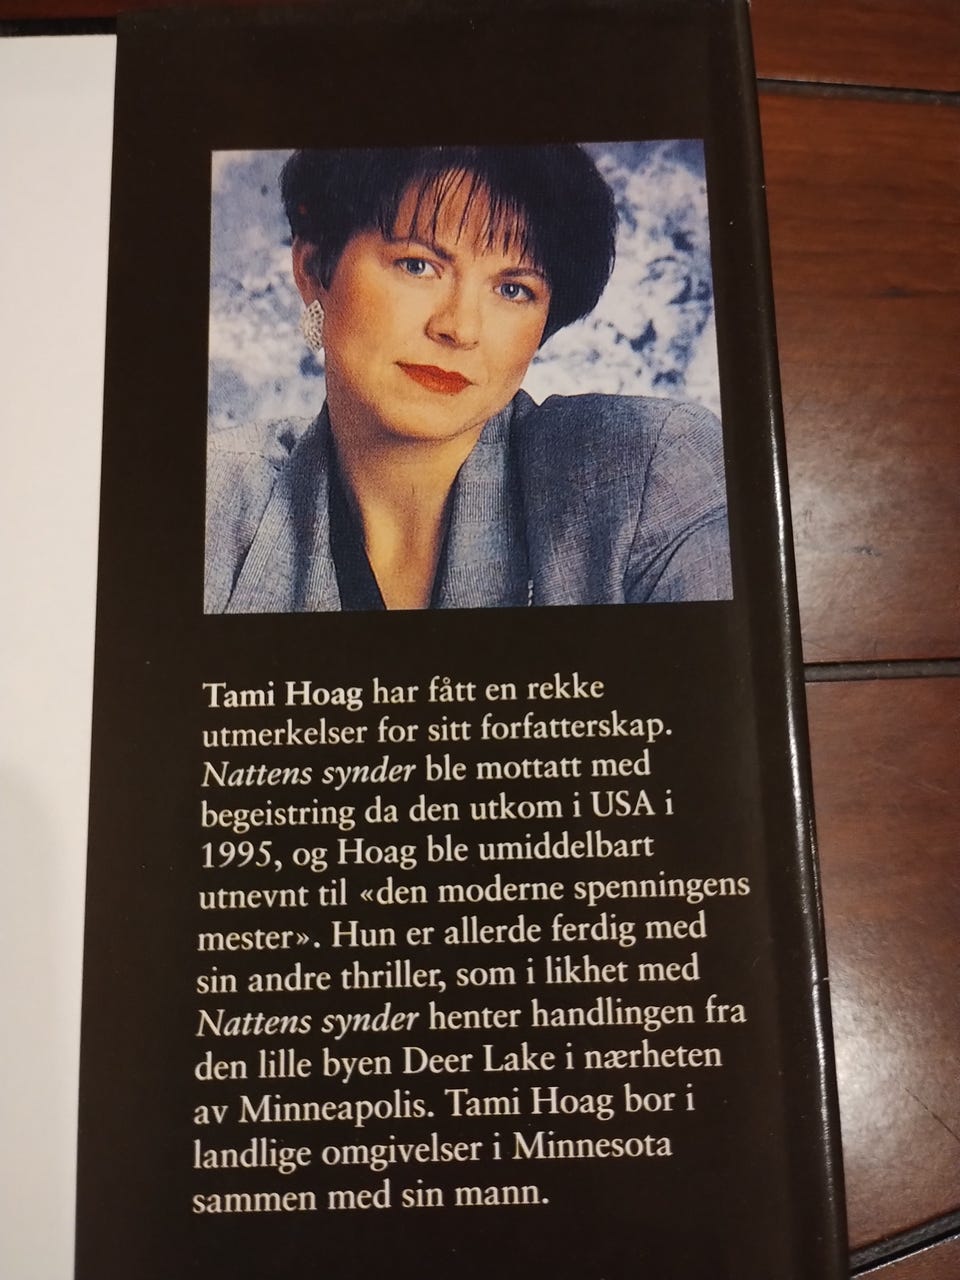 Tami Hoag har fått en rekke
utmerkelser for sitt forfatterskap.
Nattens synder ble mottatt med
begeistring da den utkom i USA i
1995, og Hoag ble umiddelbart
utnevnt til «den moderne spenningens
mester». Hun er allerde ferdig med
sin andre thriller, som i likhet med
Nattens synder henter handlingen fra
den lille byen Deer Lake i nærheten
av Minneapolis. Tami Hoag bor i
landlige omgivelser i Minnesota
sammen med sin mann.